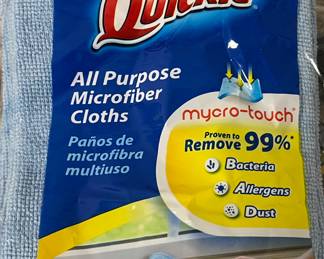 Quickie
All Purpose
Microfiber
Cloths
Paños de
microfibra
multiuso
mycro-touch®
Proven to
Remove 99%*
Bacteria
Allergens
Dust